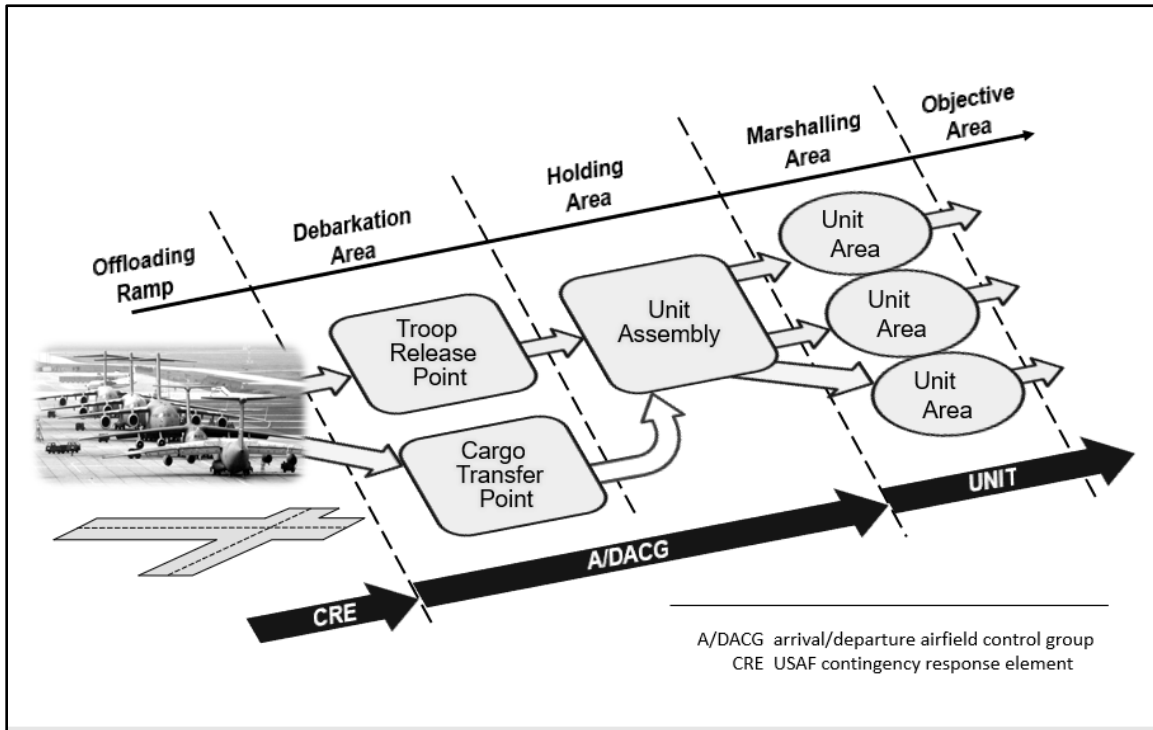 Offloading
Ramp
Debarkation
Area
Holding
Area
Marshalling
Area
Objective
Area
Troop
Release
Point
Cargo
Transfer
Point
Unit
Assembly
Unit
Area
Unit
Area
Unit
Area
CRE
A/DACG
UNIT
A/DACG arrival/departure airfield control group
CRE USAF contingency response element